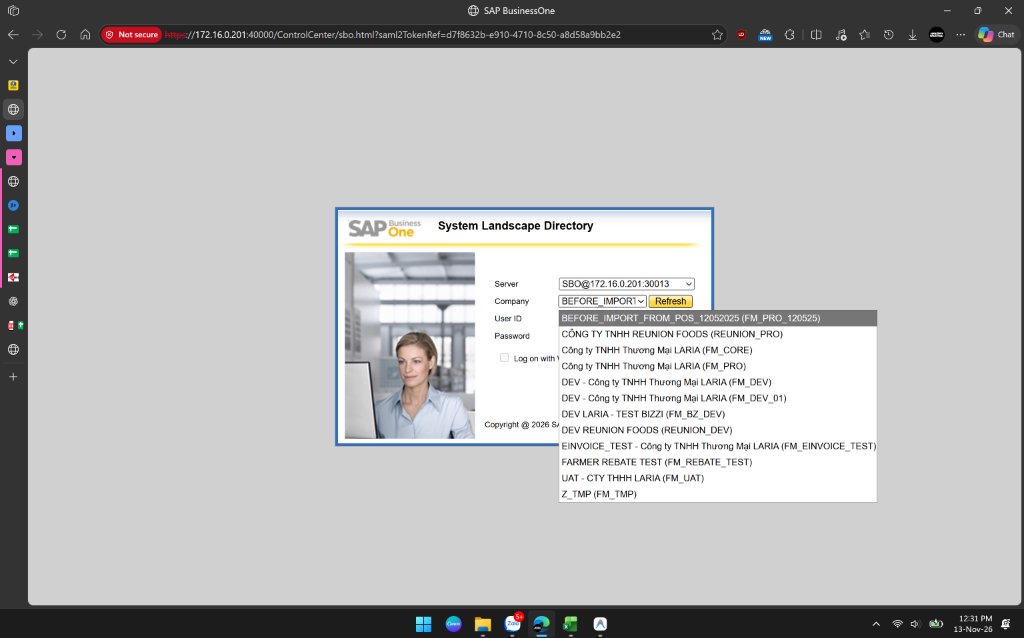 SAP BusinessOne
Not secure
https://172.16.0.201:40000/ControlCenter/sbo.html?saml2TokenRef=d7f8632b-e910-4710-8c50-a8d58a9bb2e2
NEW
Chat
SAP Business One
System Landscape Directory
Server
SBO@172.16.0.201:30013
Company
BEFORE_IMPORT
Refresh
User ID
Password
Log on with
Copyright @ 2026
BEFORE_IMPORT_FROM_POS_12052025 (FM_PRO_120525)
CÔNG TY TNHH REUNION FOODS (REUNION_PRO)
Công ty TNHH Thương Mại LARIA (FM_CORE)
Công ty TNHH Thương Mại LARIA (FM_PRO)
DEV - Công ty TNHH Thương Mại LARIA (FM_DEV)
DEV - Công ty TNHH Thương Mại LARIA (FM_DEV_01)
DEV LARIA - TEST BIZZI (FM_BZ_DEV)
DEV REUNION FOODS (REUNION_DEV)
EINVOICE_TEST - Công ty TNHH Thương Mại LARIA (FM_EINVOICE_TEST)
FARMER REBATE TEST (FM_REBATE_TEST)
UAT - CTY THHH LARIA (FM_UAT)
Z_TMP (FM_TMP)
Zalo
5+
12:31 PM
13-Nov-26